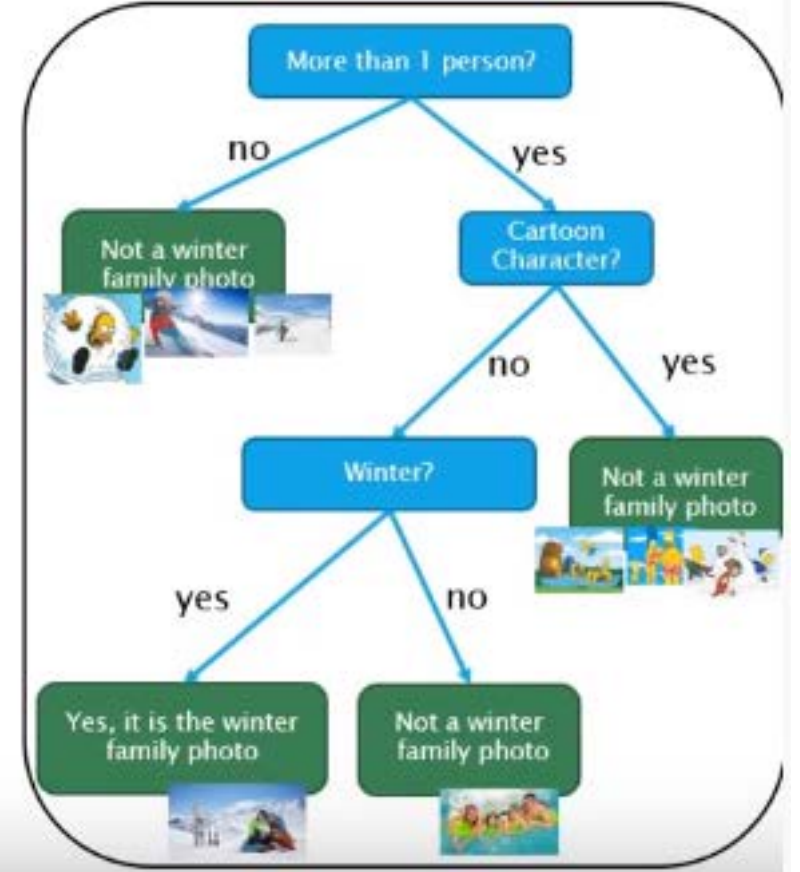 More than 1 person?
no
yes
Not a winter
family photo
Cartoon
Character?
no
yes
Winter?
Not a winter
family photo
yes
no
Yes, it is the winter
family photo
Not a winter
family photo